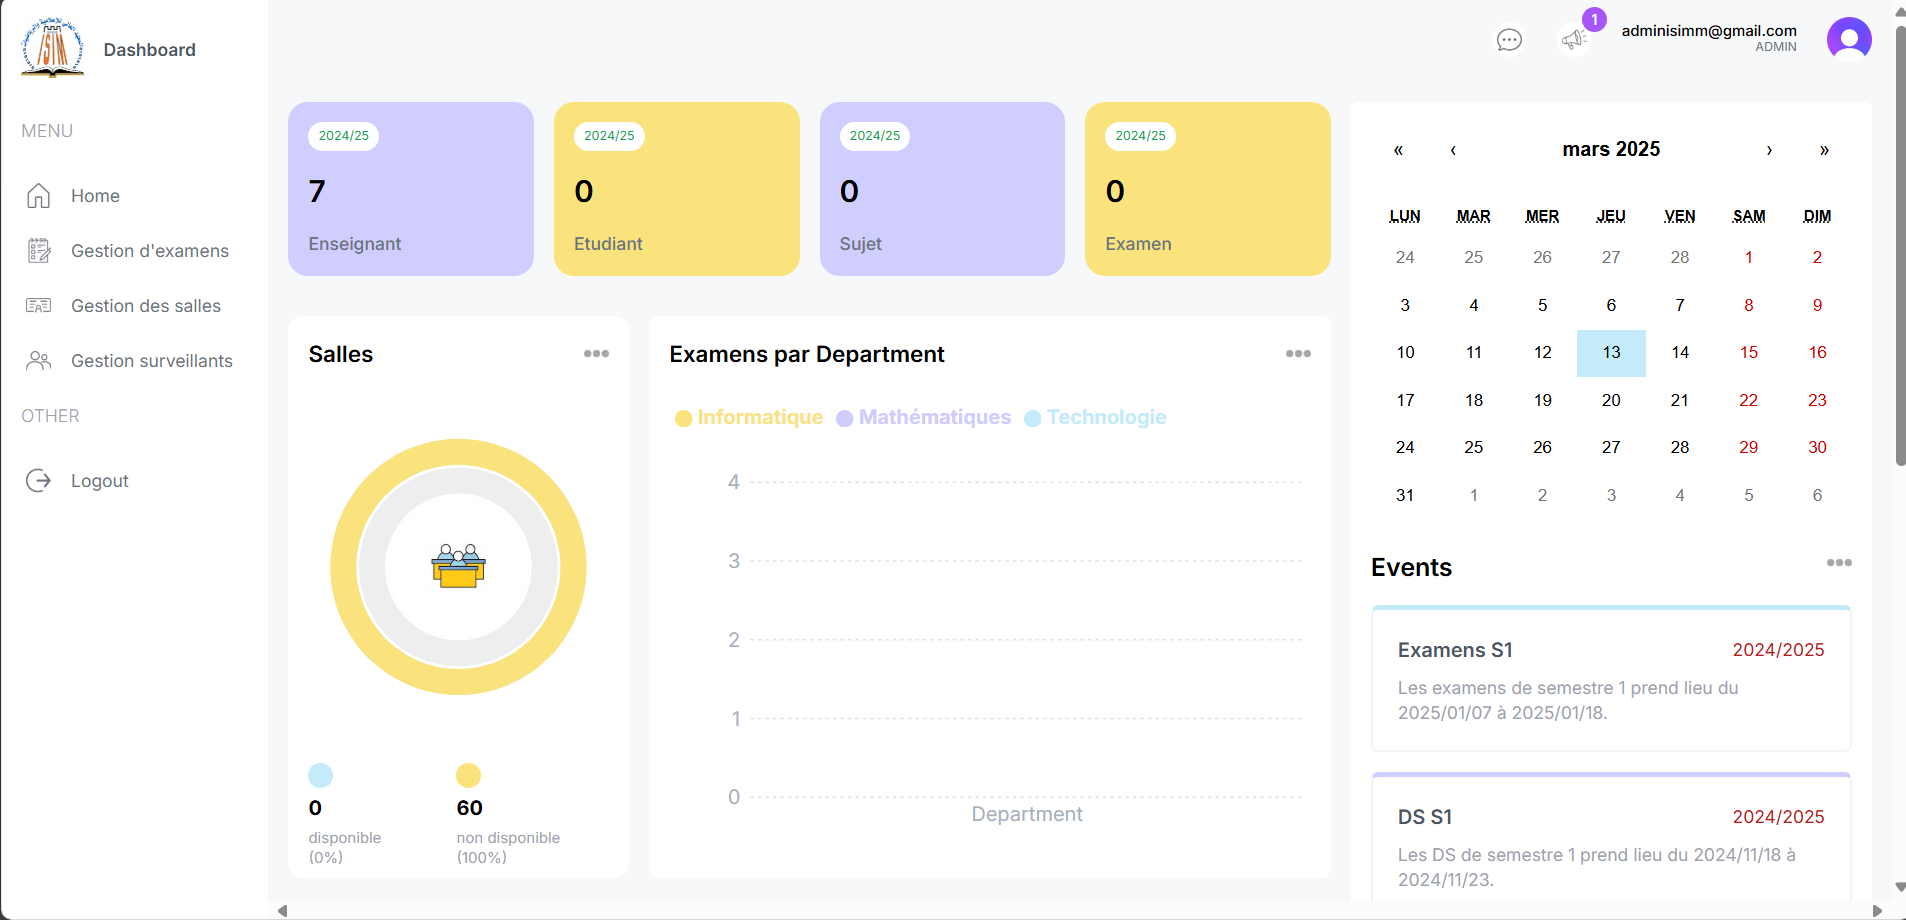 Dashboard
MENU
Home
Gestion d'examens
Gestion des salles
Gestion surveillants
OTHER
Logout
1
adminisimm@gmail.com
ADMIN
2024/25
7
Enseignant
2024/25
0
Etudiant
2024/25
0
Sujet
2024/25
0
Examen
Salles
0
disponible
(0%)
60
non disponible
(100%)
Examens par Department
Informatique Mathématiques Technologie
4
3
2
1
0
Department
« ‹ mars 2025 › »
LUN MAR MER JEU VEN SAM DIM
24 25 26 27 28 1 2
3 4 5 6 7 8 9
10 11 12 13 14 15 16
17 18 19 20 21 22 23
24 25 26 27 28 29 30
31 1 2 3 4 5 6
Events
Examens S1 2024/2025
Les examens de semestre 1 prend lieu du
2025/01/07 à 2025/01/18.
DS S1 2024/2025
Les DS de semestre 1 prend lieu du 2024/11/18 à
2024/11/23.